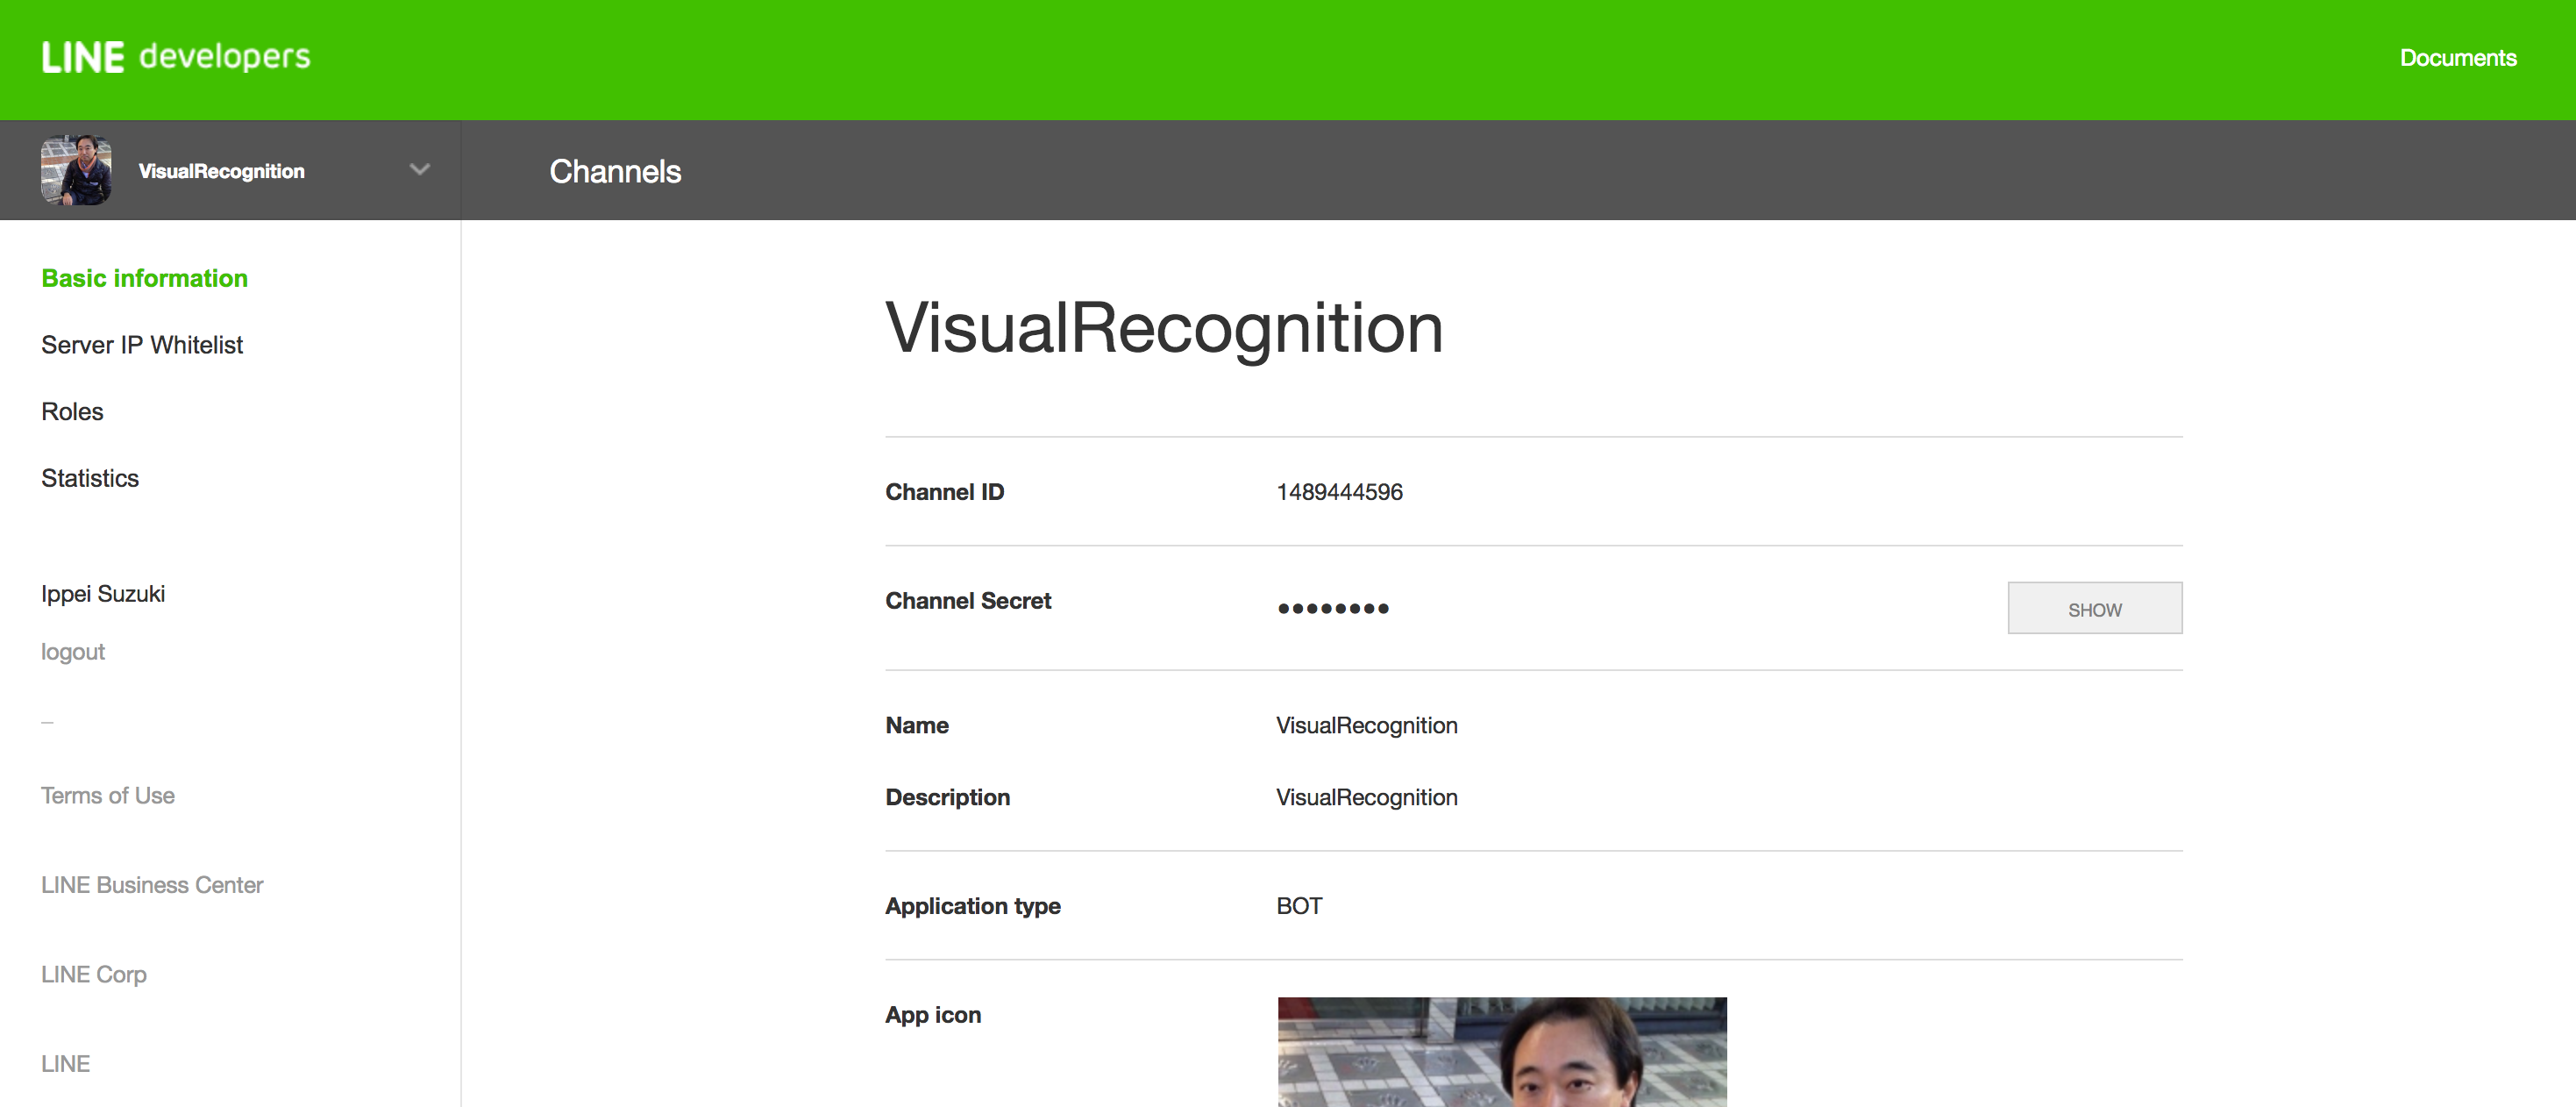 LINE developers
Documents
VisualRecognition
Channels
Basic information
Server IP Whitelist
Roles
Statistics
Ippei Suzuki
logout
–
Terms of Use
LINE Business Center
LINE Corp
LINE
VisualRecognition
Channel ID 1489444596
Channel Secret •••••••• SHOW
Name VisualRecognition
Description VisualRecognition
Application type BOT
App icon